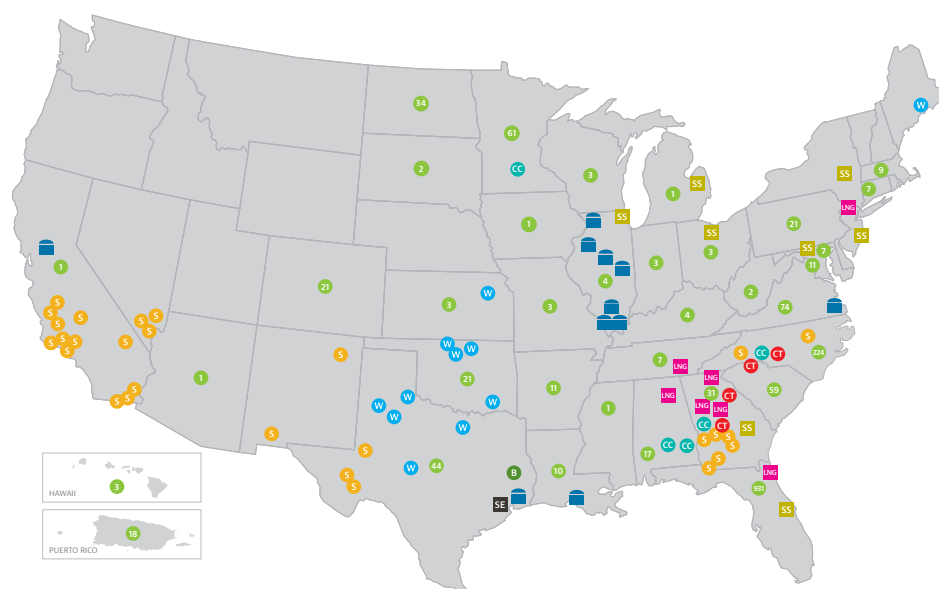 34
W
61
CC
2
3
SS
9
1
SS
7
LNG
SS
1
21
SS
3
SS
7
3
11
1
4
21
2
W
3
3
74
4
S
S
S
S
S
S
S
S
S
S
S
S
S
S
W
W
W
S
7
LNG
S
CC
CT
224
CT
1
21
11
LNG
31
CT
59
S
S
S
W
W
W
W
1
LNG
LNG
CC
CT
SS
S
S
W
S
S
S
17
CC
CC
S
S
S
S
W
44
B
10
LNG
931
SE
SS
3
HAWAII
18
PUERTO RICO